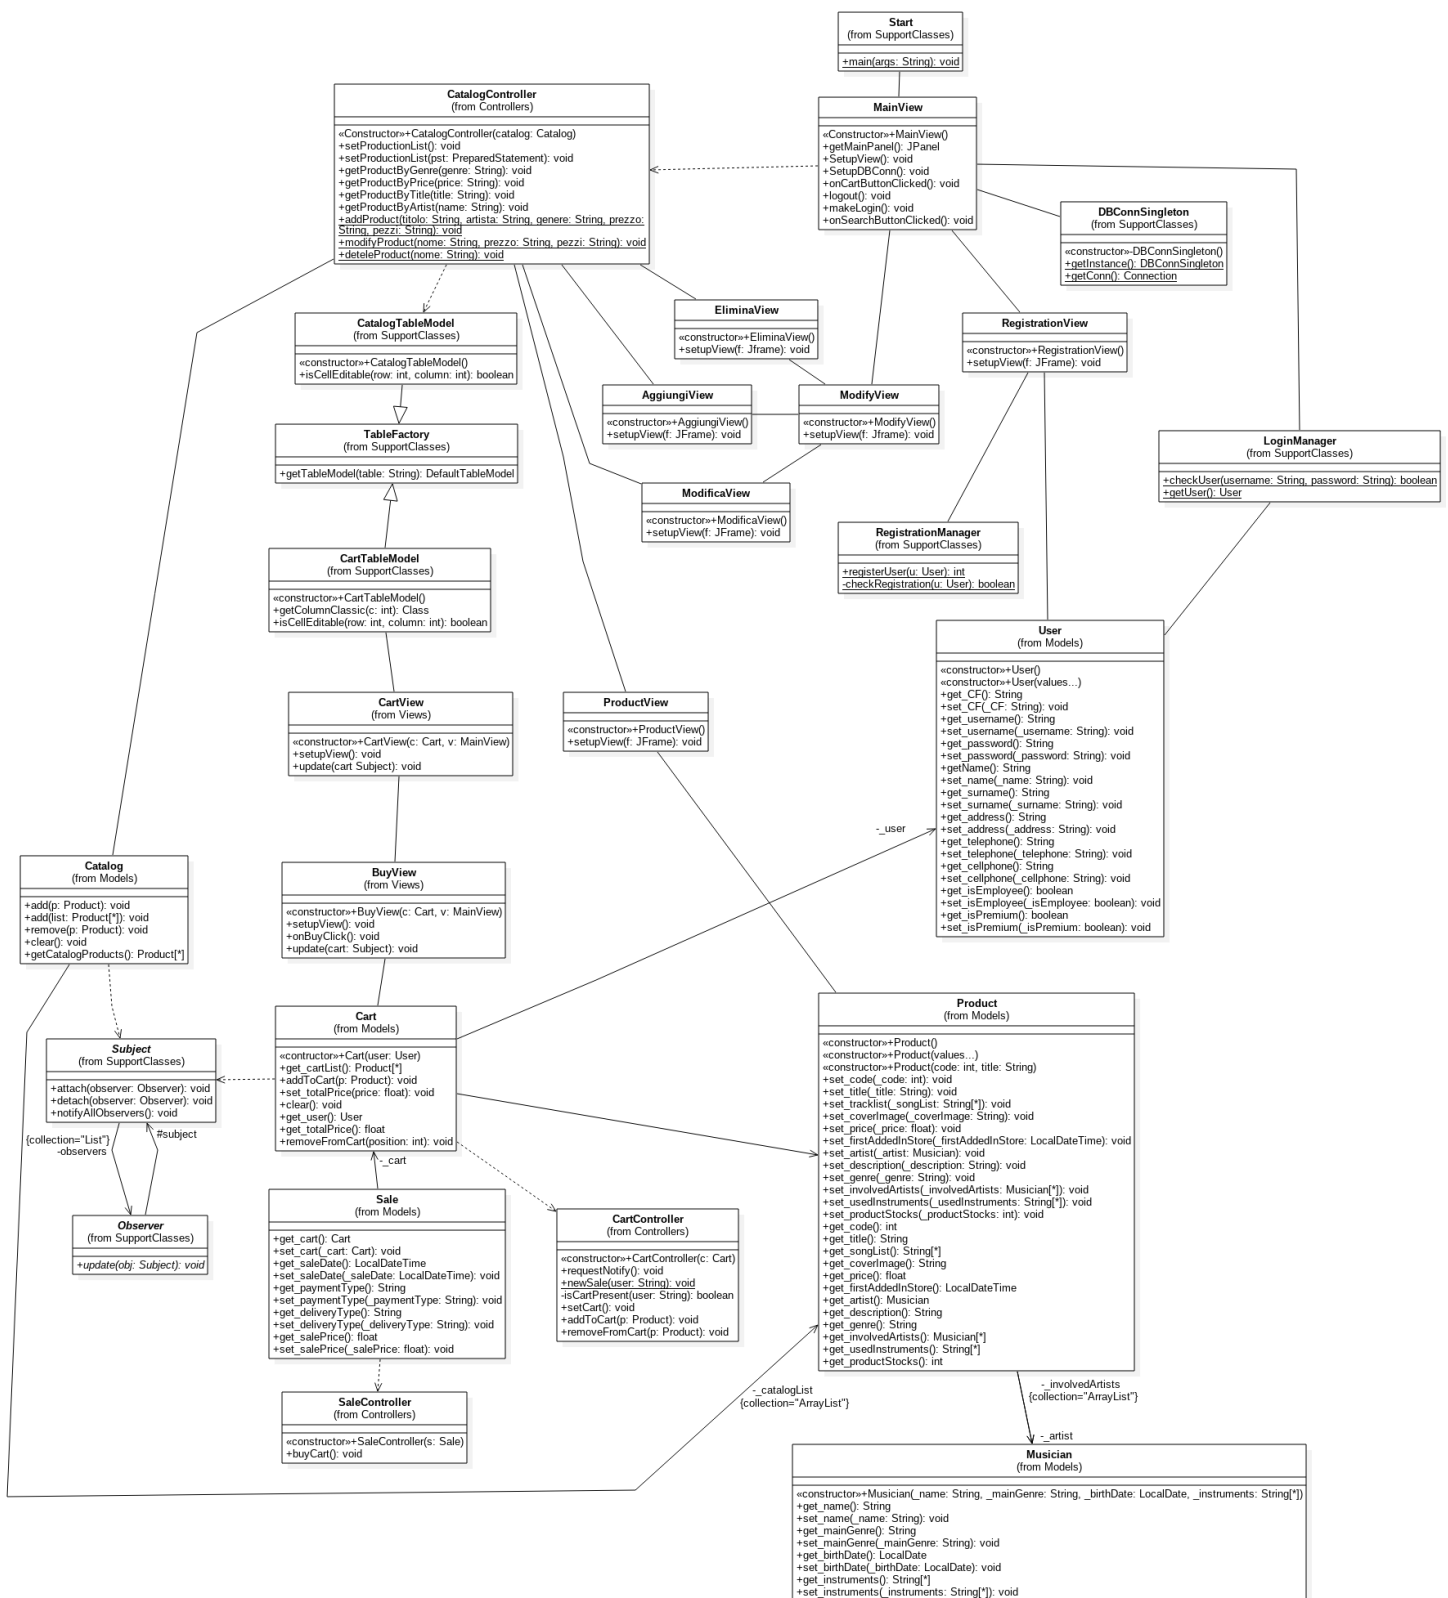 Start
(from SupportClasses)
+main(args: String): void
CatalogController
(from Controllers)
«Constructor»+CatalogController(catalog: Catalog)
+setProductionList(): void
+setProductionList(pst: PreparedStatement): void
+getProductByGenre(genre: String): void
+getProductByPrice(price: String): void
+getProductByTitle(title: String): void
+getProductByArtist(name: String): void
+addProduct(titolo: String, artista: String, genere: String, prezzo:
String, pezzi: String): void
+modifyProduct(nome: String, prezzo: String, pezzi: String): void
+deteleProduct(nome: String): void
MainView
«Constructor»+MainView()
+getMainPanel(): JPanel
+SetupView(): void
+SetupDBConn(): void
+onCartButtonClicked(): void
+logout(): void
+makeLogin(): void
+onSearchButtonClicked(): void
DBConnSingleton
(from SupportClasses)
«constructor»-DBConnSingleton()
+getInstance(): DBConnSingleton
+getConn(): Connection
EliminaView
«constructor»+EliminaView()
+setupView(f: Jframe): void
CatalogTableModel
(from SupportClasses)
«constructor»+CatalogTableModel()
+isCellEditable(row: int, column: int): boolean
RegistrationView
«constructor»+RegistrationView()
+setupView(f: JFrame): void
AggiungiView
«constructor»+AggiungiView()
+setupView(f: JFrame): void
ModifyView
«constructor»+ModifyView()
+setupView(f: Jframe): void
TableFactory
(from SupportClasses)
+getTableModel(table: String): DefaultTableModel
LoginManager
(from SupportClasses)
+checkUser(username: String, password: String): boolean
+getUser(): User
ModificaView
«constructor»+ModificaView()
+setupView(f: JFrame): void
RegistrationManager
(from SupportClasses)
+registerUser(u: User): int
-checkRegistration(u: User): boolean
CartTableModel
(from SupportClasses)
«constructor»+CartTableModel()
+getColumnClassic(c: int): Class
+isCellEditable(row: int, column: int): boolean
User
(from Models)
«constructor»+User()
«constructor»+User(values...)
+get_CF(): String
+set_CF(_CF: String): void
+get_username(): String
+set_username(_username: String): void
+get_password(): String
+set_password(_password: String): void
+getName(): String
+set_name(_name: String): void
+get_surname(): String
+set_surname(_surname: String): void
+get_address(): String
+set_address(_address: String): void
+get_telephone(): String
+set_telephone(_telephone: String): void
+get_cellphone(): String
+set_cellphone(_cellphone: String): void
+get_isEmployee(): boolean
+set_isEmployee(_isEmployee: boolean): void
+get_isPremium(): boolean
+set_isPremium(_isPremium: boolean): void
CartView
(from Views)
«constructor»+CartView(c: Cart, v: MainView)
+setupView(): void
+update(cart Subject): void
ProductView
«constructor»+ProductView()
+setupView(f: JFrame): void
-_user
Catalog
(from Models)
+add(p: Product): void
+add(list: Product[*]): void
+remove(p: Product): void
+clear(): void
+getCatalogProducts(): Product[*]
BuyView
(from Views)
«constructor»+BuyView(c: Cart, v: MainView)
+setupView(): void
+onBuyClick(): void
+update(cart: Subject): void
Cart
(from Models)
«contructor»+Cart(user: User)
+get_cartList(): Product[*]
+addToCart(p: Product): void
+set_totalPrice(price: float): void
+clear(): void
+get_user(): User
+get_totalPrice(): float
+removeFromCart(position: int): void
Product
(from Models)
«constructor»+Product()
«constructor»+Product(values...)
«constructor»+Product(code: int, title: String)
+set_code(_code: int): void
+set_title(_title: String): void
+set_tracklist(_songList: String[*]): void
+set_coverImage(_coverImage: String): void
+set_price(_price: float): void
+set_firstAddedInStore(_firstAddedInStore: LocalDateTime): void
+set_artist(_artist: Musician): void
+set_description(_description: String): void
+set_genre(_genre: String): void
+set_involvedArtists(_involvedArtists: Musician[*]): void
+set_usedInstruments(_usedInstruments: String[*]): void
+set_productStocks(_productStocks: int): void
+get_code(): int
+get_title(): String
+get_songList(): String[*]
+get_coverImage(): String
+get_price(): float
+get_firstAddedInStore(): LocalDateTime
+get_artist(): Musician
+get_description(): String
+get_genre(): String
+get_involvedArtists(): Musician[*]
+get_usedInstruments(): String[*]
+get_productStocks(): int
Subject
(from SupportClasses)
+attach(observer: Observer): void
+detach(observer: Observer): void
+notifyAllObservers(): void
{collection="List"}
-observers
#subject
-_cart
Observer
(from SupportClasses)
+update(obj: Subject): void
Sale
(from Models)
+get_cart(): Cart
+set_cart(_cart: Cart): void
+get_saleDate(): LocalDateTime
+set_saleDate(_saleDate: LocalDateTime): void
+get_paymentType(): String
+set_paymentType(_paymentType: String): void
+get_deliveryType(): String
+set_deliveryType(_deliveryType: String): void
+get_salePrice(): float
+set_salePrice(_salePrice: float): void
CartController
(from Controllers)
«constructor»+CartController(c: Cart)
+requestNotify(): void
+newSale(user: String): void
-isCartPresent(user: String): boolean
+setCart(): void
+addToCart(p: Product): void
+removeFromCart(p: Product): void
SaleController
(from Controllers)
«constructor»+SaleController(s: Sale)
+buyCart(): void
-_catalogList
{collection="ArrayList"}
-_involvedArtists
{collection="ArrayList"}
-_artist
Musician
(from Models)
«constructor»+Musician(_name: String, _mainGenre: String, _birthDate: LocalDate, _instruments: String[*])
+get_name(): String
+set_name(_name: String): void
+get_mainGenre(): String
+set_mainGenre(_mainGenre: String): void
+get_birthDate(): LocalDate
+set_birthDate(_birthDate: LocalDate): void
+get_instruments(): String[*]
+set_instruments(_instruments: String[*]): void